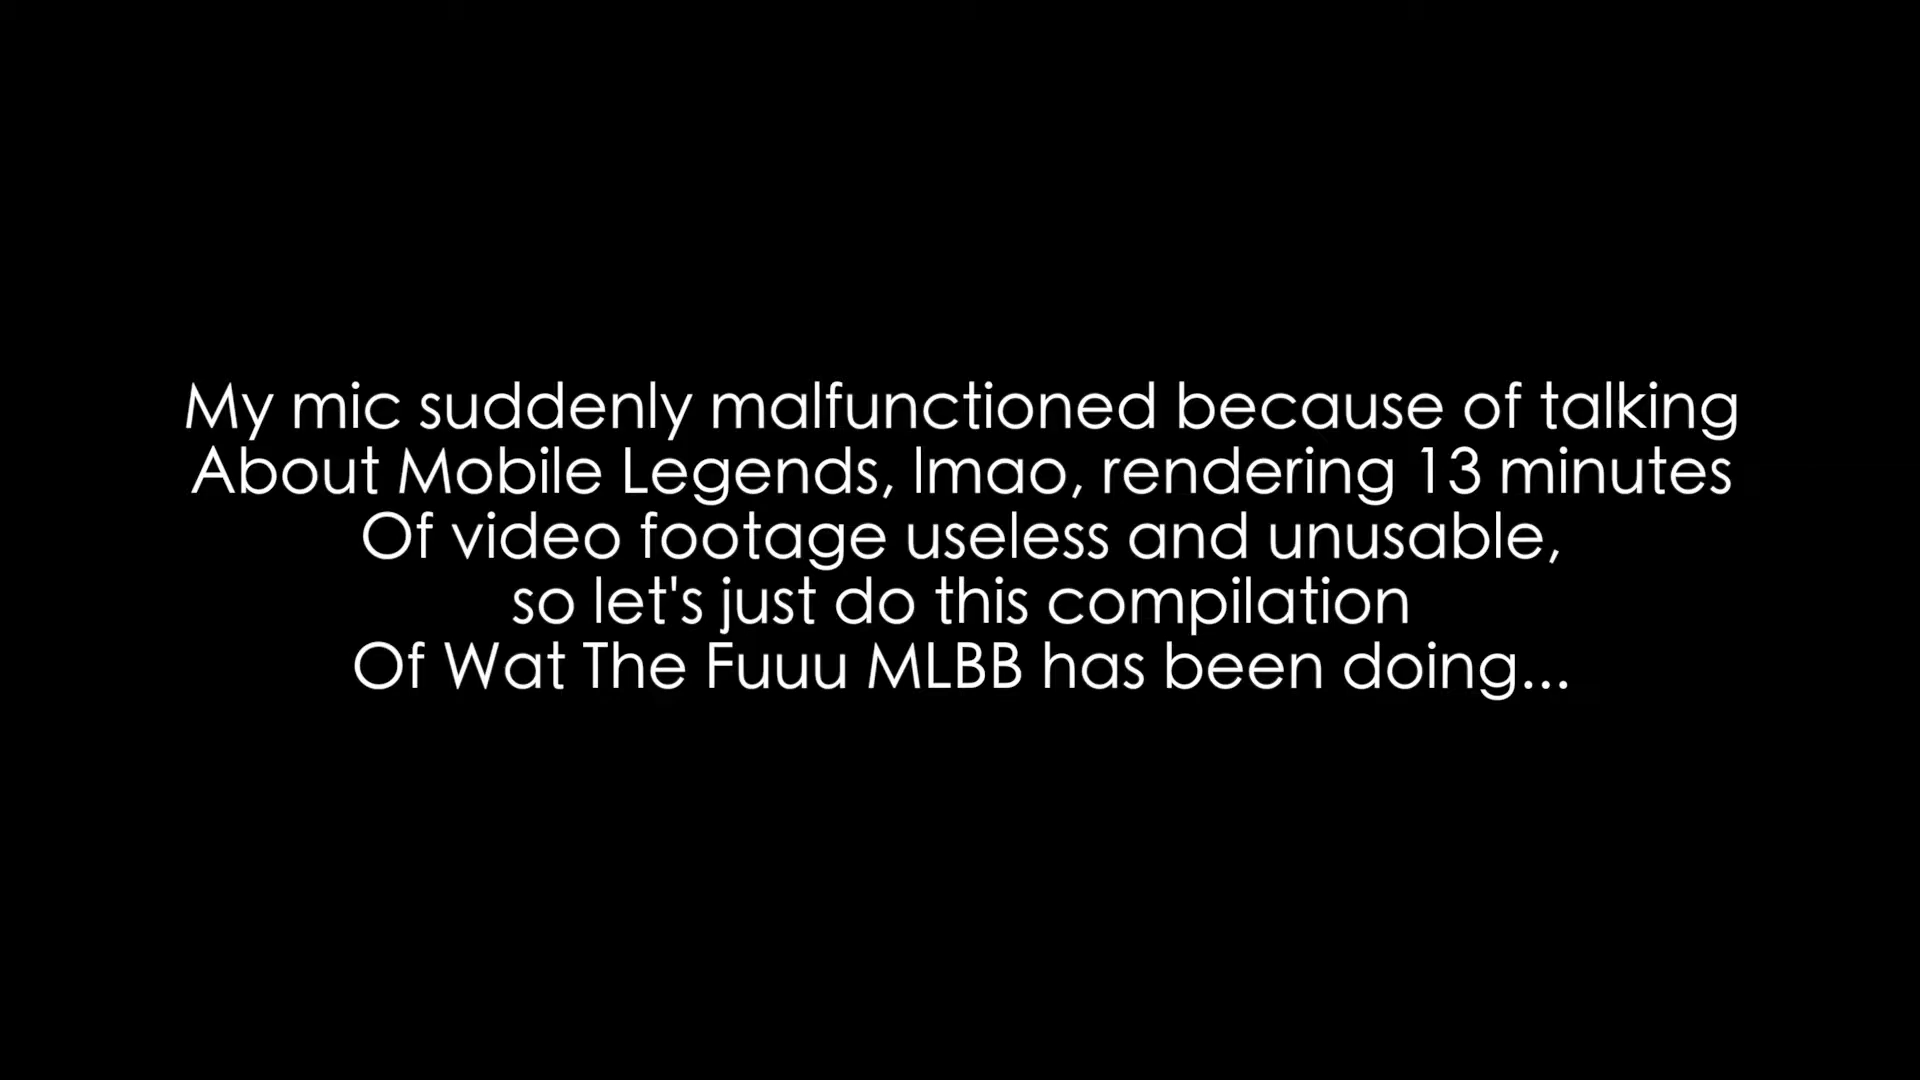 My mic suddenly malfunctioned because of talking
About Mobile Legends, lmao, rendering 13 minutes
Of video footage useless and unusable,
so let's just do this compilation
Of Wat The Fuuu MLBB has been doing...